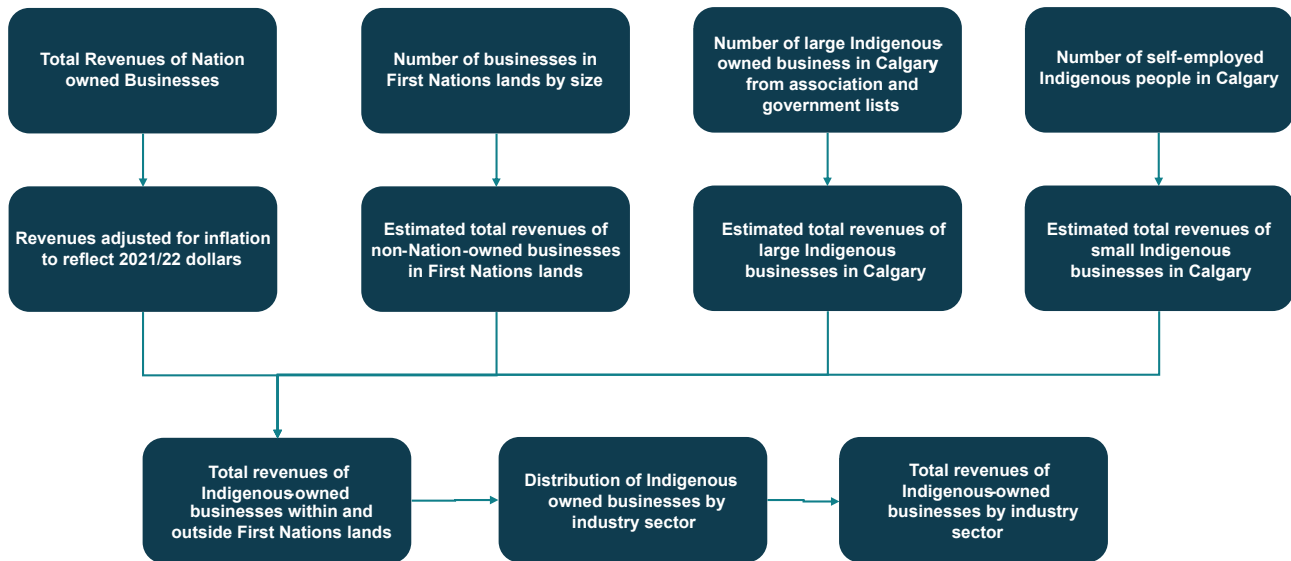 Total Revenues of Nation
owned Businesses
Number of businesses in
First Nations lands by size
Number of large Indigenous-
owned business in Calgary
from association and
government lists
Number of self-employed
Indigenous people in Calgary
Revenues adjusted for inflation
to reflect 2021/22 dollars
Estimated total revenues of
non-Nation-owned businesses
in First Nations lands
Estimated total revenues of
large Indigenous
businesses in Calgary
Estimated total revenues of
small Indigenous
businesses in Calgary
Total revenues of
Indigenous-owned
businesses within and
outside First Nations lands
Distribution of Indigenous
owned businesses by
industry sector
Total revenues of
Indigenous-owned
businesses by industry
sector